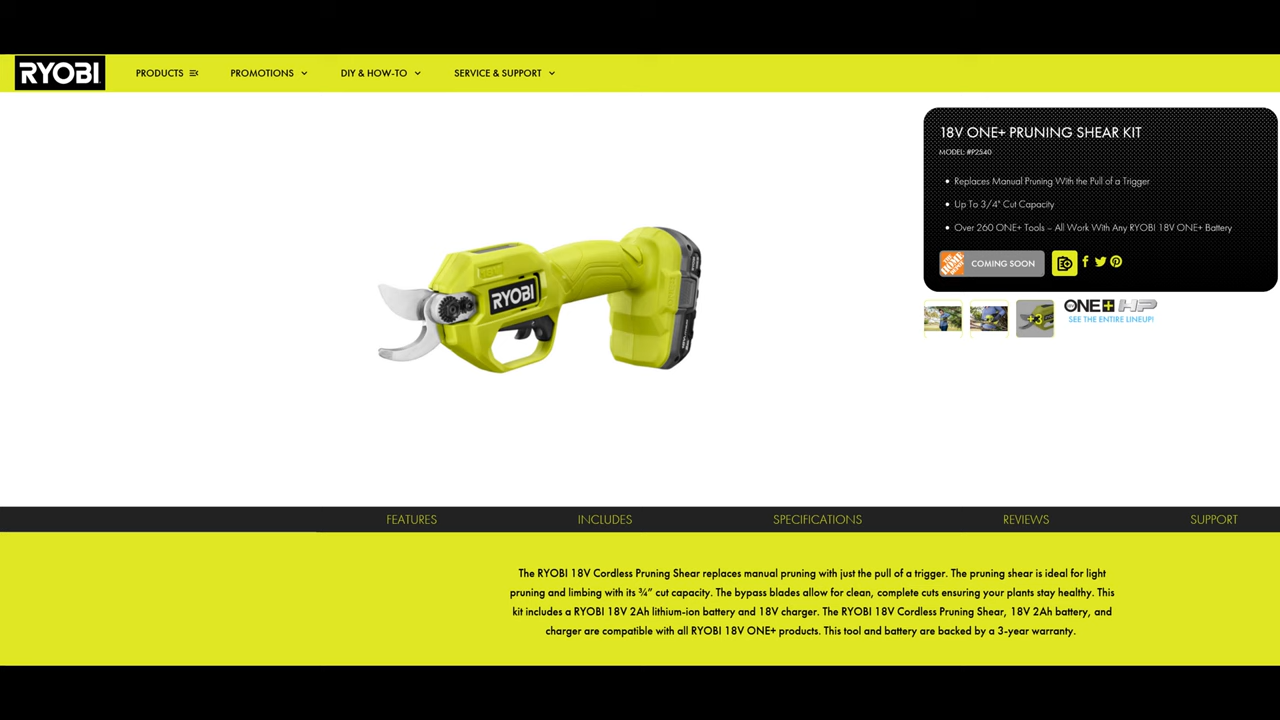 RYOBI
PRODUCTS
PROMOTIONS
DIY & HOW-TO
SERVICE & SUPPORT
18V ONE+ PRUNING SHEAR KIT
MODEL: #P2540
Replaces Manual Pruning With the Pull of a Trigger
Up To 3/4" Cut Capacity
Over 260 ONE+ Tools – All Work With Any RYOBI 18V ONE+ Battery
THE HOME DEPOT
COMING SOON
+3
ONE+ HP
SEE THE ENTIRE LINEUP!
RYOBI
FEATURES
INCLUDES
SPECIFICATIONS
REVIEWS
SUPPORT
The RYOBI 18V Cordless Pruning Shear replaces manual pruning with just the pull of a trigger. The pruning shear is ideal for light
pruning and limbing with its ¾” cut capacity. The bypass blades allow for clean, complete cuts ensuring your plants stay healthy. This
kit includes a RYOBI 18V 2Ah lithium-ion battery and 18V charger. The RYOBI 18V Cordless Pruning Shear, 18V 2Ah battery, and
charger are compatible with all RYOBI 18V ONE+ products. This tool and battery are backed by a 3-year warranty.